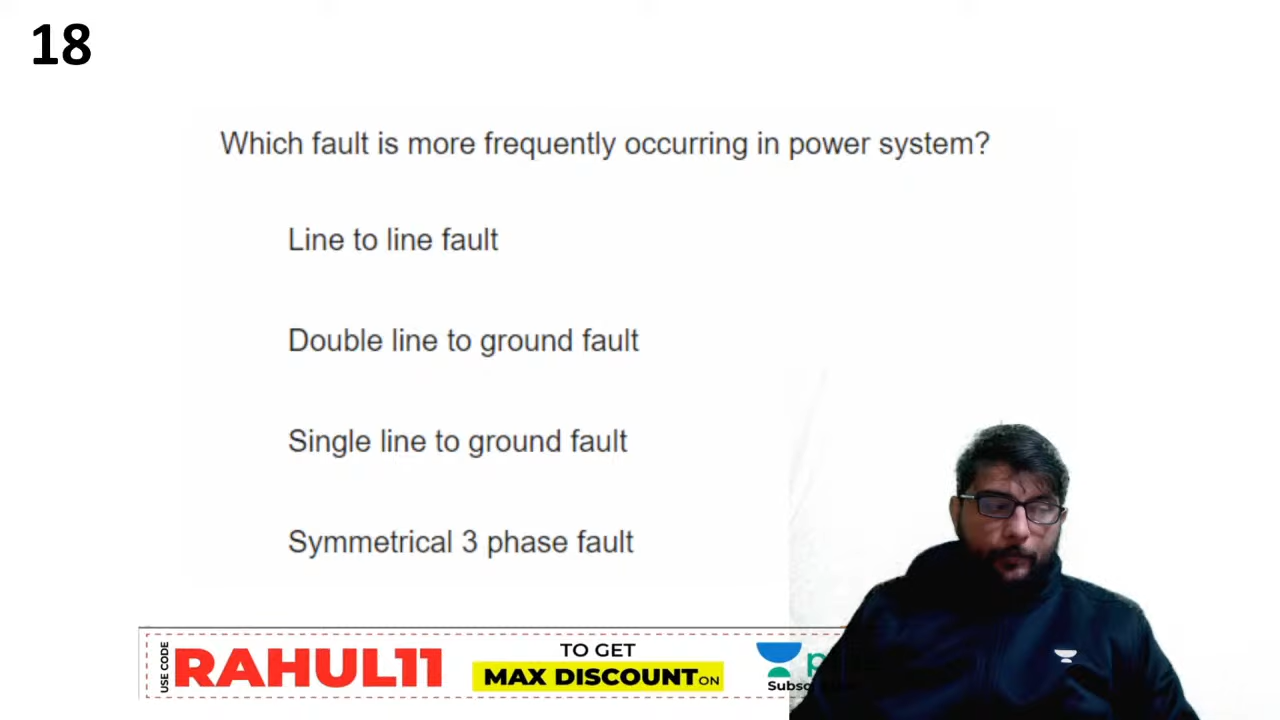 18
Which fault is more frequently occurring in power system?
Line to line fault
Double line to ground fault
Single line to ground fault
Symmetrical 3 phase fault
USE CODE
RAHUL11
TO GET
MAX DISCOUNT ON